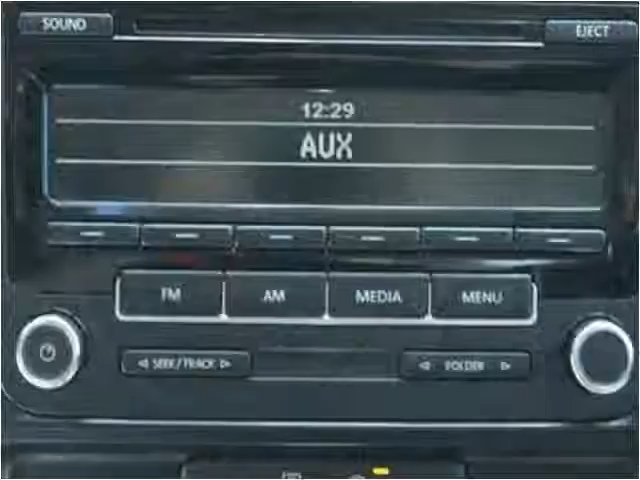 SOUND
EJECT
12:29
AUX
FM
AM
MEDIA
MENU
SEEK/TRACK
FOLDER